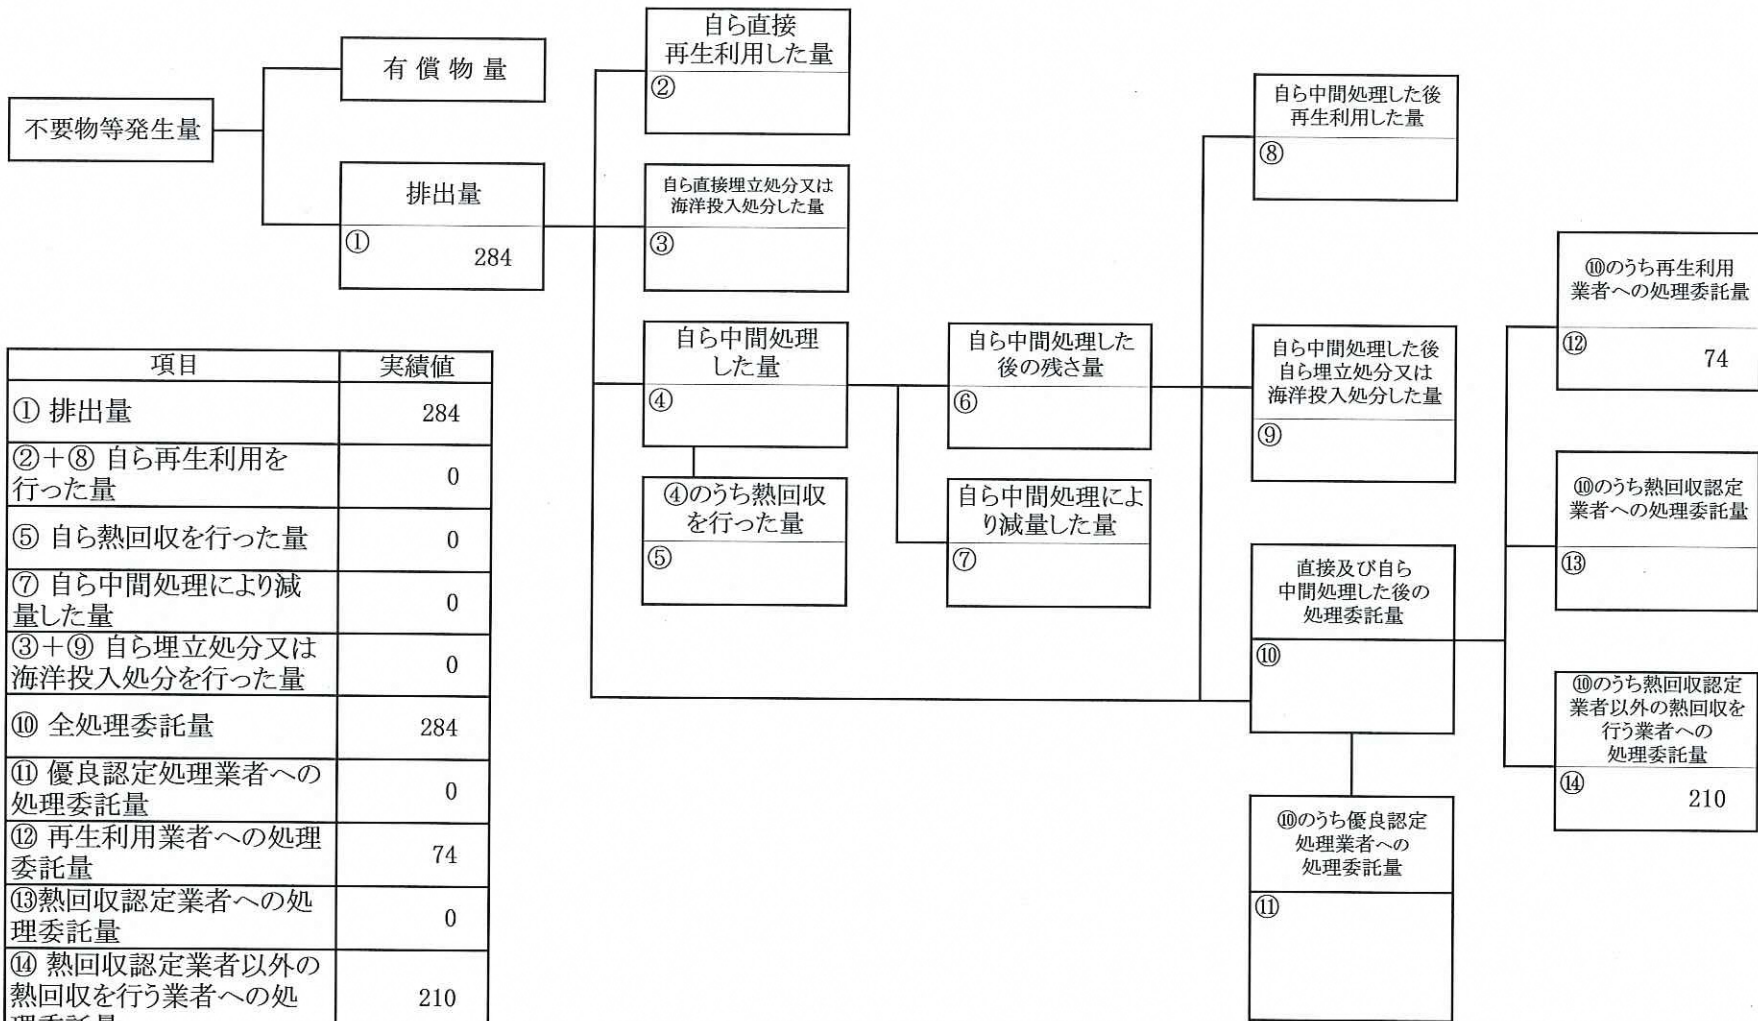 不要物等発生量
有償物量
排出量
①
284
自ら直接
再生利用した量
②
自ら直接埋立処分又は
海洋投入処分した量
③
自ら中間処理
した量
④
④のうち熱回収
を行った量
⑤
自ら中間処理した
後の残さ量
⑥
自ら中間処理によ
り減量した量
⑦
自ら中間処理した後
再生利用した量
⑧
自ら中間処理した後
自ら埋立処分又は
海洋投入処分した量
⑨
直接及び自ら
中間処理した後の
処理委託量
⑩
⑩のうち優良認定
処理業者への
処理委託量
⑪
⑩のうち再生利用
業者への処理委託量
⑫
74
⑩のうち熱回収認定
業者への処理委託量
⑬
⑩のうち熱回収認定
業者以外の熱回収を
行う業者への
処理委託量
⑭
210
項目 実績値
① 排出量 284
②+⑧ 自ら再生利用を
行った量 0
⑤ 自ら熱回収を行った量 0
⑦ 自ら中間処理により減
量した量 0
③+⑨ 自ら埋立処分又は
海洋投入処分を行った量 0
⑩ 全処理委託量 284
⑪ 優良認定処理業者への
処理委託量 0
⑫ 再生利用業者への処理
委託量 74
⑬熱回収認定業者への処
理委託量 0
⑭ 熱回収認定業者以外の
熱回収を行う業者への処 210
理委託量